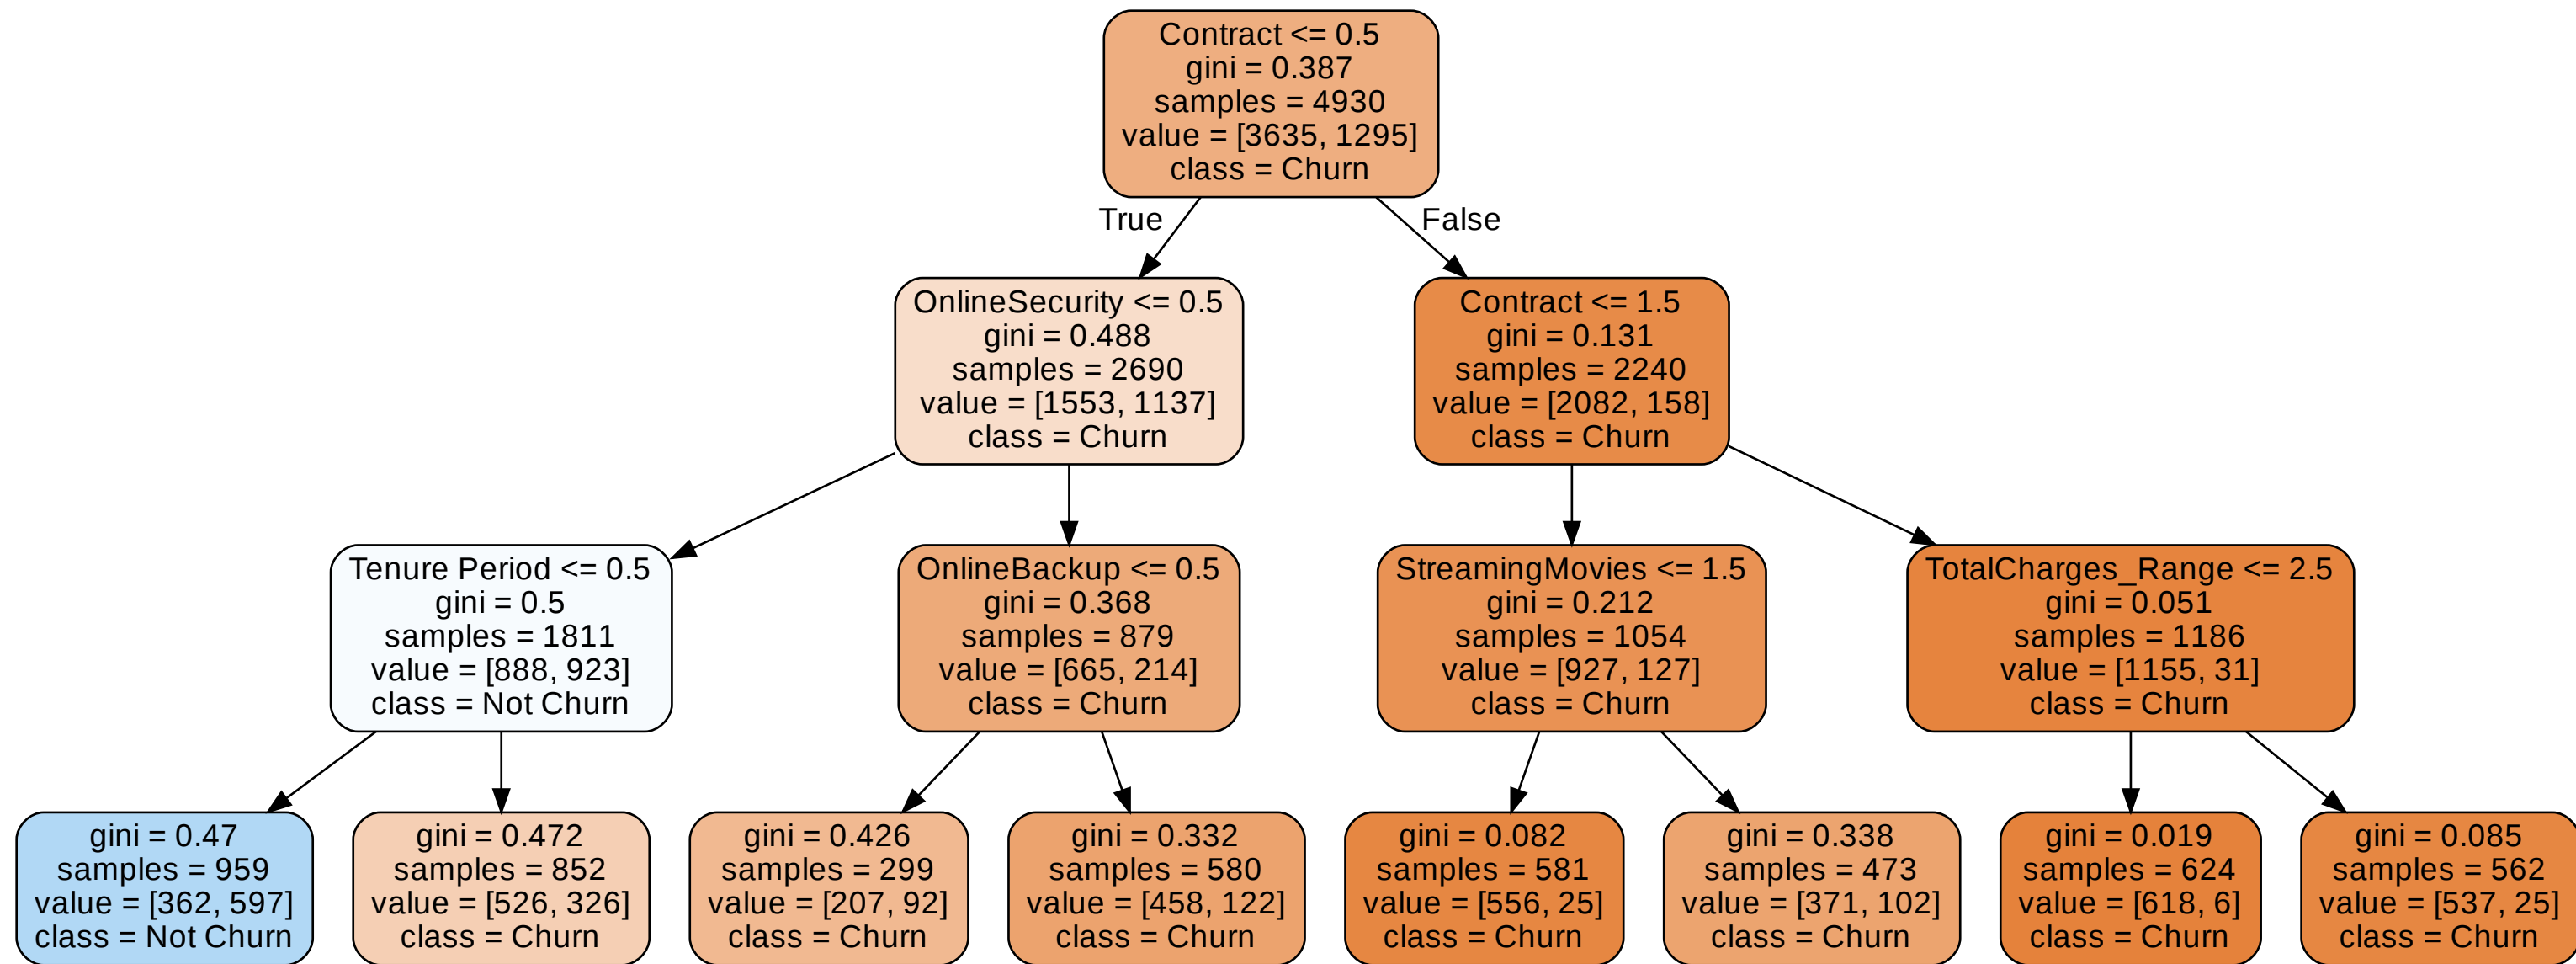 Contract <= 0.5
gini = 0.387
samples = 4930
value = [3635, 1295]
class = Churn
True
False
OnlineSecurity <= 0.5
gini = 0.488
samples = 2690
value = [1553, 1137]
class = Churn
Contract <= 1.5
gini = 0.131
samples = 2240
value = [2082, 158]
class = Churn
Tenure Period <= 0.5
gini = 0.5
samples = 1811
value = [888, 923]
class = Not Churn
OnlineBackup <= 0.5
gini = 0.368
samples = 879
value = [665, 214]
class = Churn
StreamingMovies <= 1.5
gini = 0.212
samples = 1054
value = [927, 127]
class = Churn
TotalCharges_Range <= 2.5
gini = 0.051
samples = 1186
value = [1155, 31]
class = Churn
gini = 0.47
samples = 959
value = [362, 597]
class = Not Churn
gini = 0.472
samples = 852
value = [526, 326]
class = Churn
gini = 0.426
samples = 299
value = [207, 92]
class = Churn
gini = 0.332
samples = 580
value = [458, 122]
class = Churn
gini = 0.082
samples = 581
value = [556, 25]
class = Churn
gini = 0.338
samples = 473
value = [371, 102]
class = Churn
gini = 0.019
samples = 624
value = [618, 6]
class = Churn
gini = 0.085
samples = 562
value = [537, 25]
class = Churn